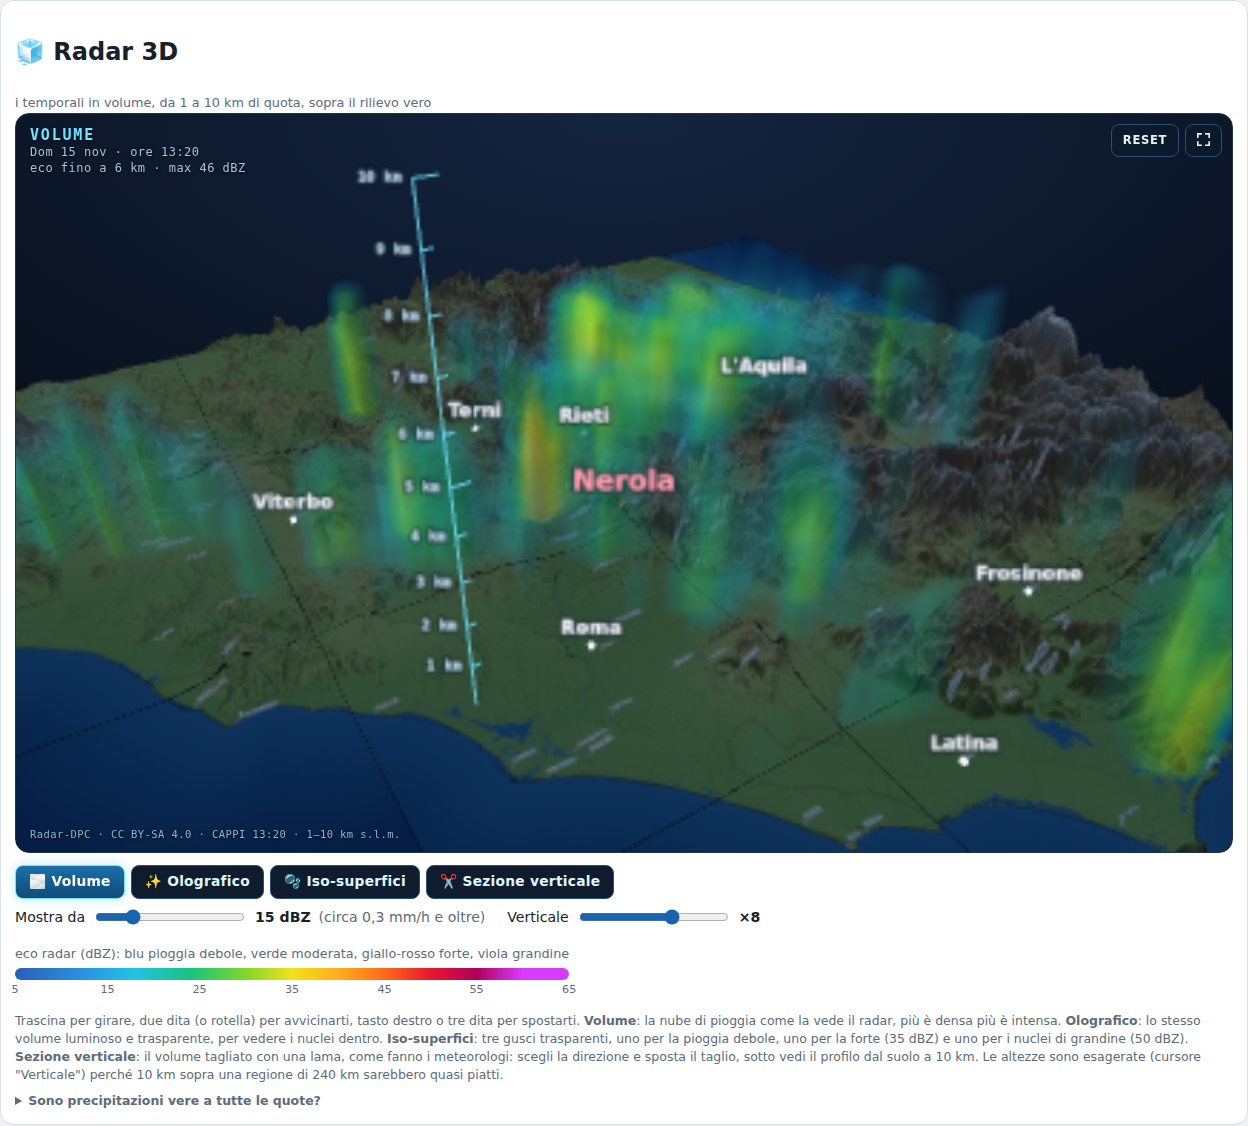 🧊 Radar 3D
i temporali in volume, da 1 a 10 km di quota, sopra il rilievo vero
VOLUME
Dom 15 nov · ore 13:20
eco fino a 6 km · max 46 dBZ
RESET
10 km
9 km
8 km
7 km
6 km
5 km
4 km
3 km
2 km
1 km
L'Aquila
Terni
Rieti
Nerola
Viterbo
Frosinone
Roma
Latina
Radar-DPC · CC BY-SA 4.0 · CAPPI 13:20 · 1–10 km s.l.m.
Volume
✨ Olografico
🫧 Iso-superfici
✂️ Sezione verticale
Mostra da 15 dBZ (circa 0,3 mm/h e oltre) Verticale ×8
eco radar (dBZ): blu pioggia debole, verde moderata, giallo-rosso forte, viola grandine
5 15 25 35 45 55 65
Trascina per girare, due dita (o rotella) per avvicinarti, tasto destro o tre dita per spostarti. Volume: la nube di pioggia come la vede il radar, più è densa più è intensa. Olografico: lo stesso
volume luminoso e trasparente, per vedere i nuclei dentro. Iso-superfici: tre gusci trasparenti, uno per la pioggia debole, uno per la forte (35 dBZ) e uno per i nuclei di grandine (50 dBZ).
Sezione verticale: il volume tagliato con una lama, come fanno i meteorologi: scegli la direzione e sposta il taglio, sotto vedi il profilo dal suolo a 10 km. Le altezze sono esagerate (cursore
"Verticale") perché 10 km sopra una regione di 240 km sarebbero quasi piatti.
▶ Sono precipitazioni vere a tutte le quote?